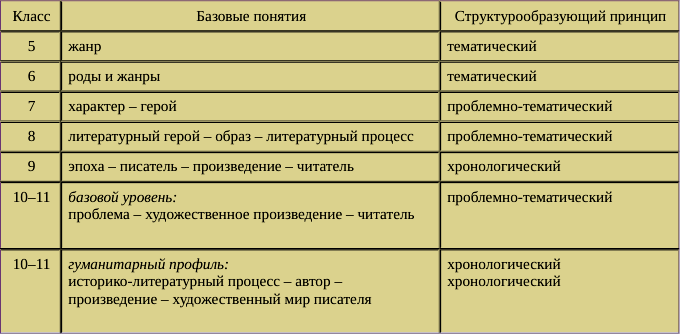 Класс Базовые понятия Структурообразующий принцип
5 жанр тематический
6 роды и жанры тематический
7 характер – герой проблемно-тематический
8 литературный герой – образ – литературный процесс проблемно-тематический
9 эпоха – писатель – произведение – читатель хронологический
10–11 базовой уровень: проблемно-тематический
проблема – художественное произведение – читатель
10–11 гуманитарный профиль: хронологический
историко-литературный процесс – автор – хронологический
произведение – художественный мир писателя